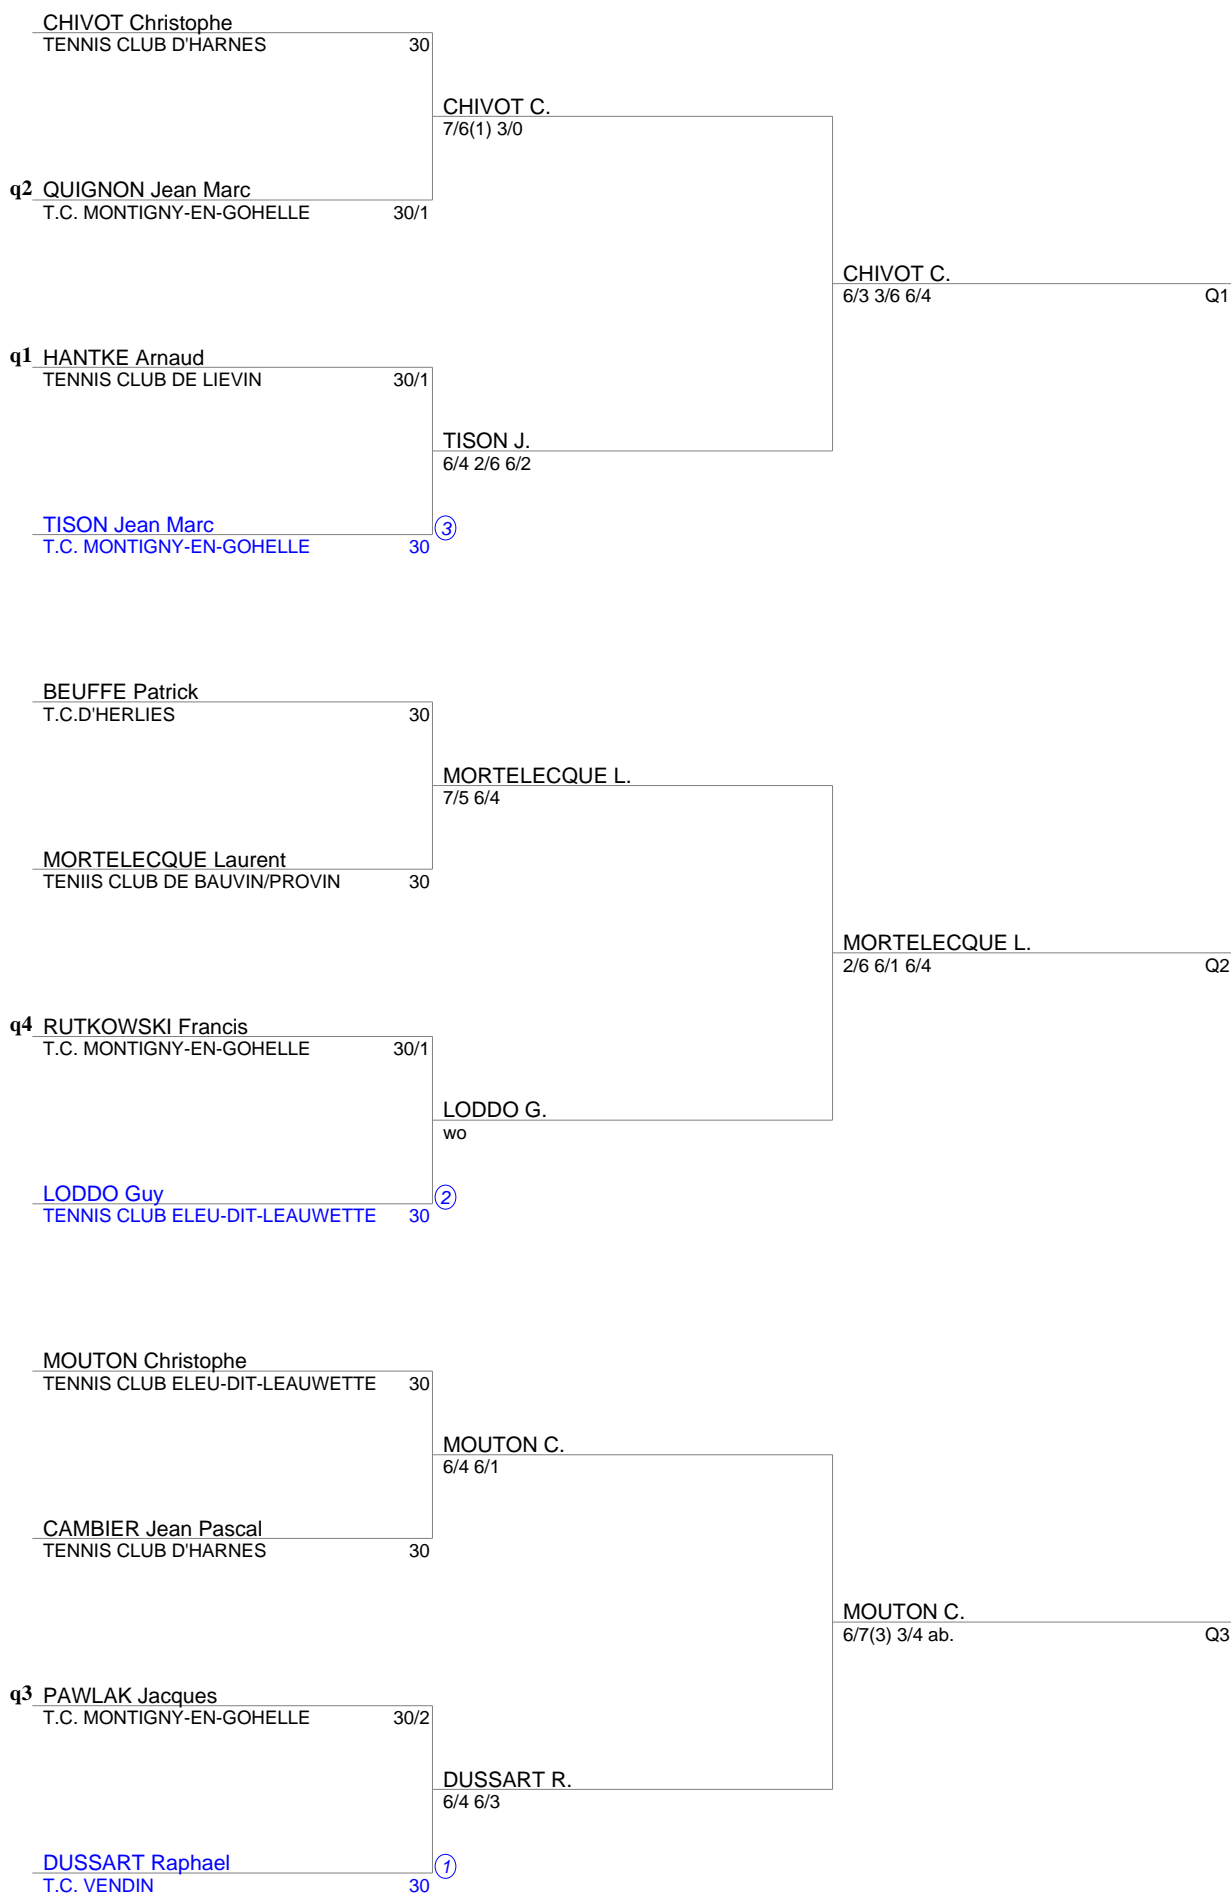 CHIVOT Christophe
TENNIS CLUB D'HARNES 30
CHIVOT C.
7/6(1) 3/0
q2 QUIGNON Jean Marc
T.C. MONTIGNY-EN-GOHELLE 30/1
CHIVOT C.
6/3 3/6 6/4 Q1
q1 HANTKE Arnaud
TENNIS CLUB DE LIEVIN 30/1
TISON J.
6/4 2/6 6/2
TISON Jean Marc 3
T.C. MONTIGNY-EN-GOHELLE 30
BEUFFE Patrick
T.C.D'HERLIES 30
MORTELECQUE L.
7/5 6/4
MORTELECQUE Laurent
TENIIS CLUB DE BAUVIN/PROVIN 30
MORTELECQUE L.
2/6 6/1 6/4 Q2
q4 RUTKOWSKI Francis
T.C. MONTIGNY-EN-GOHELLE 30/1
LODDO G.
wo
LODDO Guy 2
TENNIS CLUB ELEU-DIT-LEAUWETTE 30
MOUTON Christophe
TENNIS CLUB ELEU-DIT-LEAUWETTE 30
MOUTON C.
6/4 6/1
CAMBIER Jean Pascal
TENNIS CLUB D'HARNES 30
MOUTON C.
6/7(3) 3/4 ab. Q3
q3 PAWLAK Jacques
T.C. MONTIGNY-EN-GOHELLE 30/2
DUSSART R.
6/4 6/3
DUSSART Raphael 1
T.C. VENDIN 30